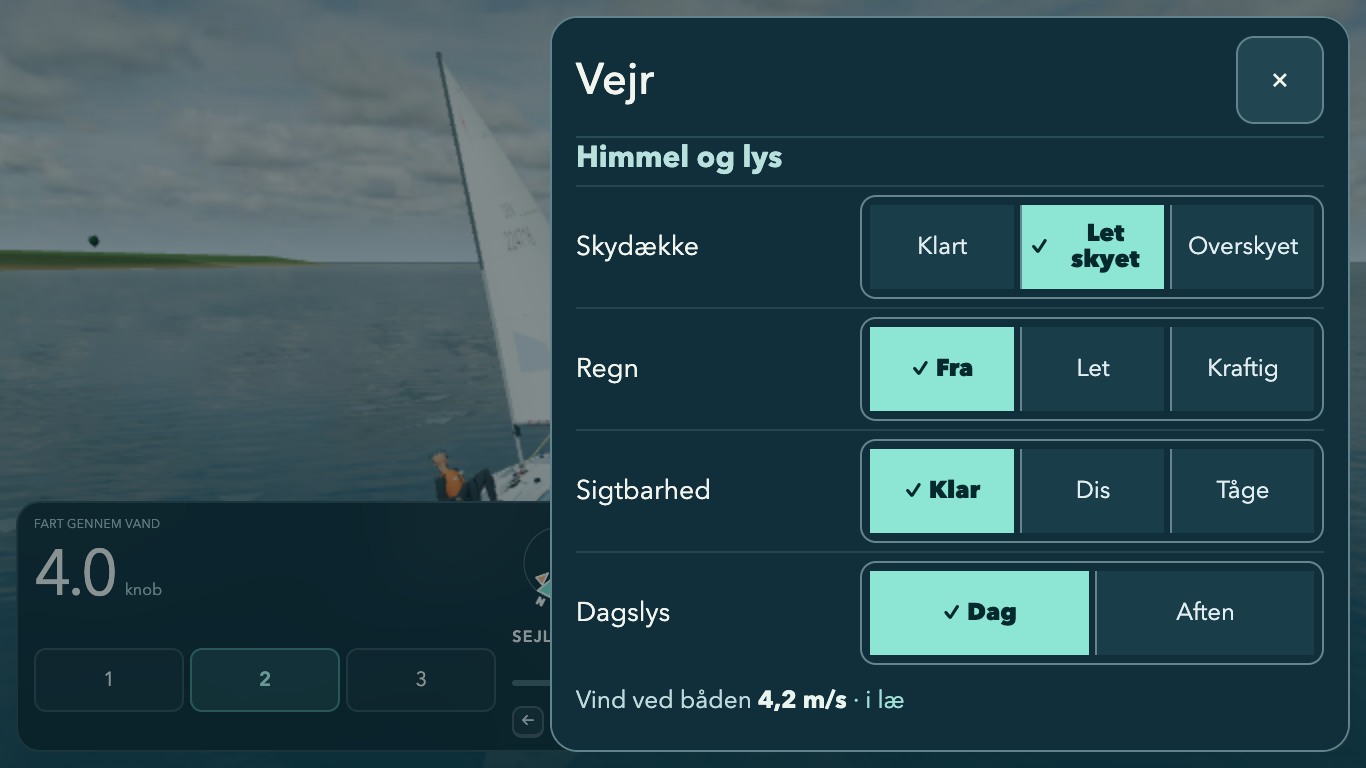 Vejr
×
Himmel og lys
Skydække
Klart
✓ Let
skyet
Overskyet
Regn
✓ Fra
Let
Kraftig
Sigtbarhed
✓ Klar
Dis
Tåge
Dagslys
✓ Dag
Aften
Vind ved båden 4,2 m/s · i læ
FART GENNEM VAND
4.0 knob
N
SEJL
1
2
3
←